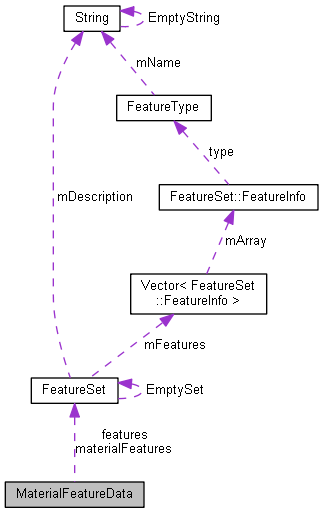 String
EmptyString
mName
FeatureType
type
mDescription
FeatureSet::FeatureInfo
mArray
Vector< FeatureSet
::FeatureInfo >
mFeatures
FeatureSet
EmptySet
features
materialFeatures
MaterialFeatureData